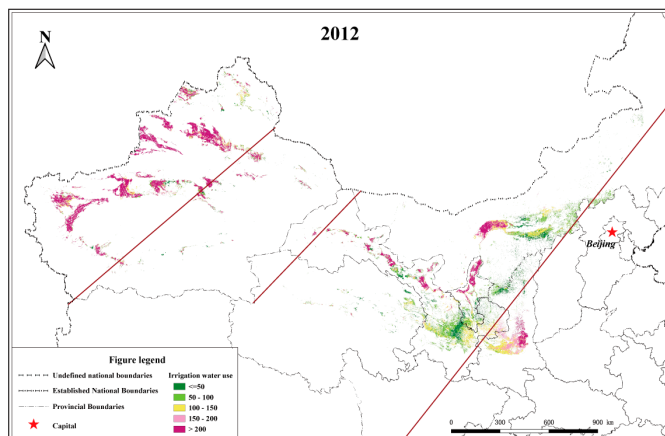 2012
N
Beijing
Figure legend
Undefined national boundaries
Established National Boundaries
Provincial Boundaries
Capital
Irrigation water use
<=50
50 - 100
100 - 150
150 - 200
> 200
0 300 600 900
km